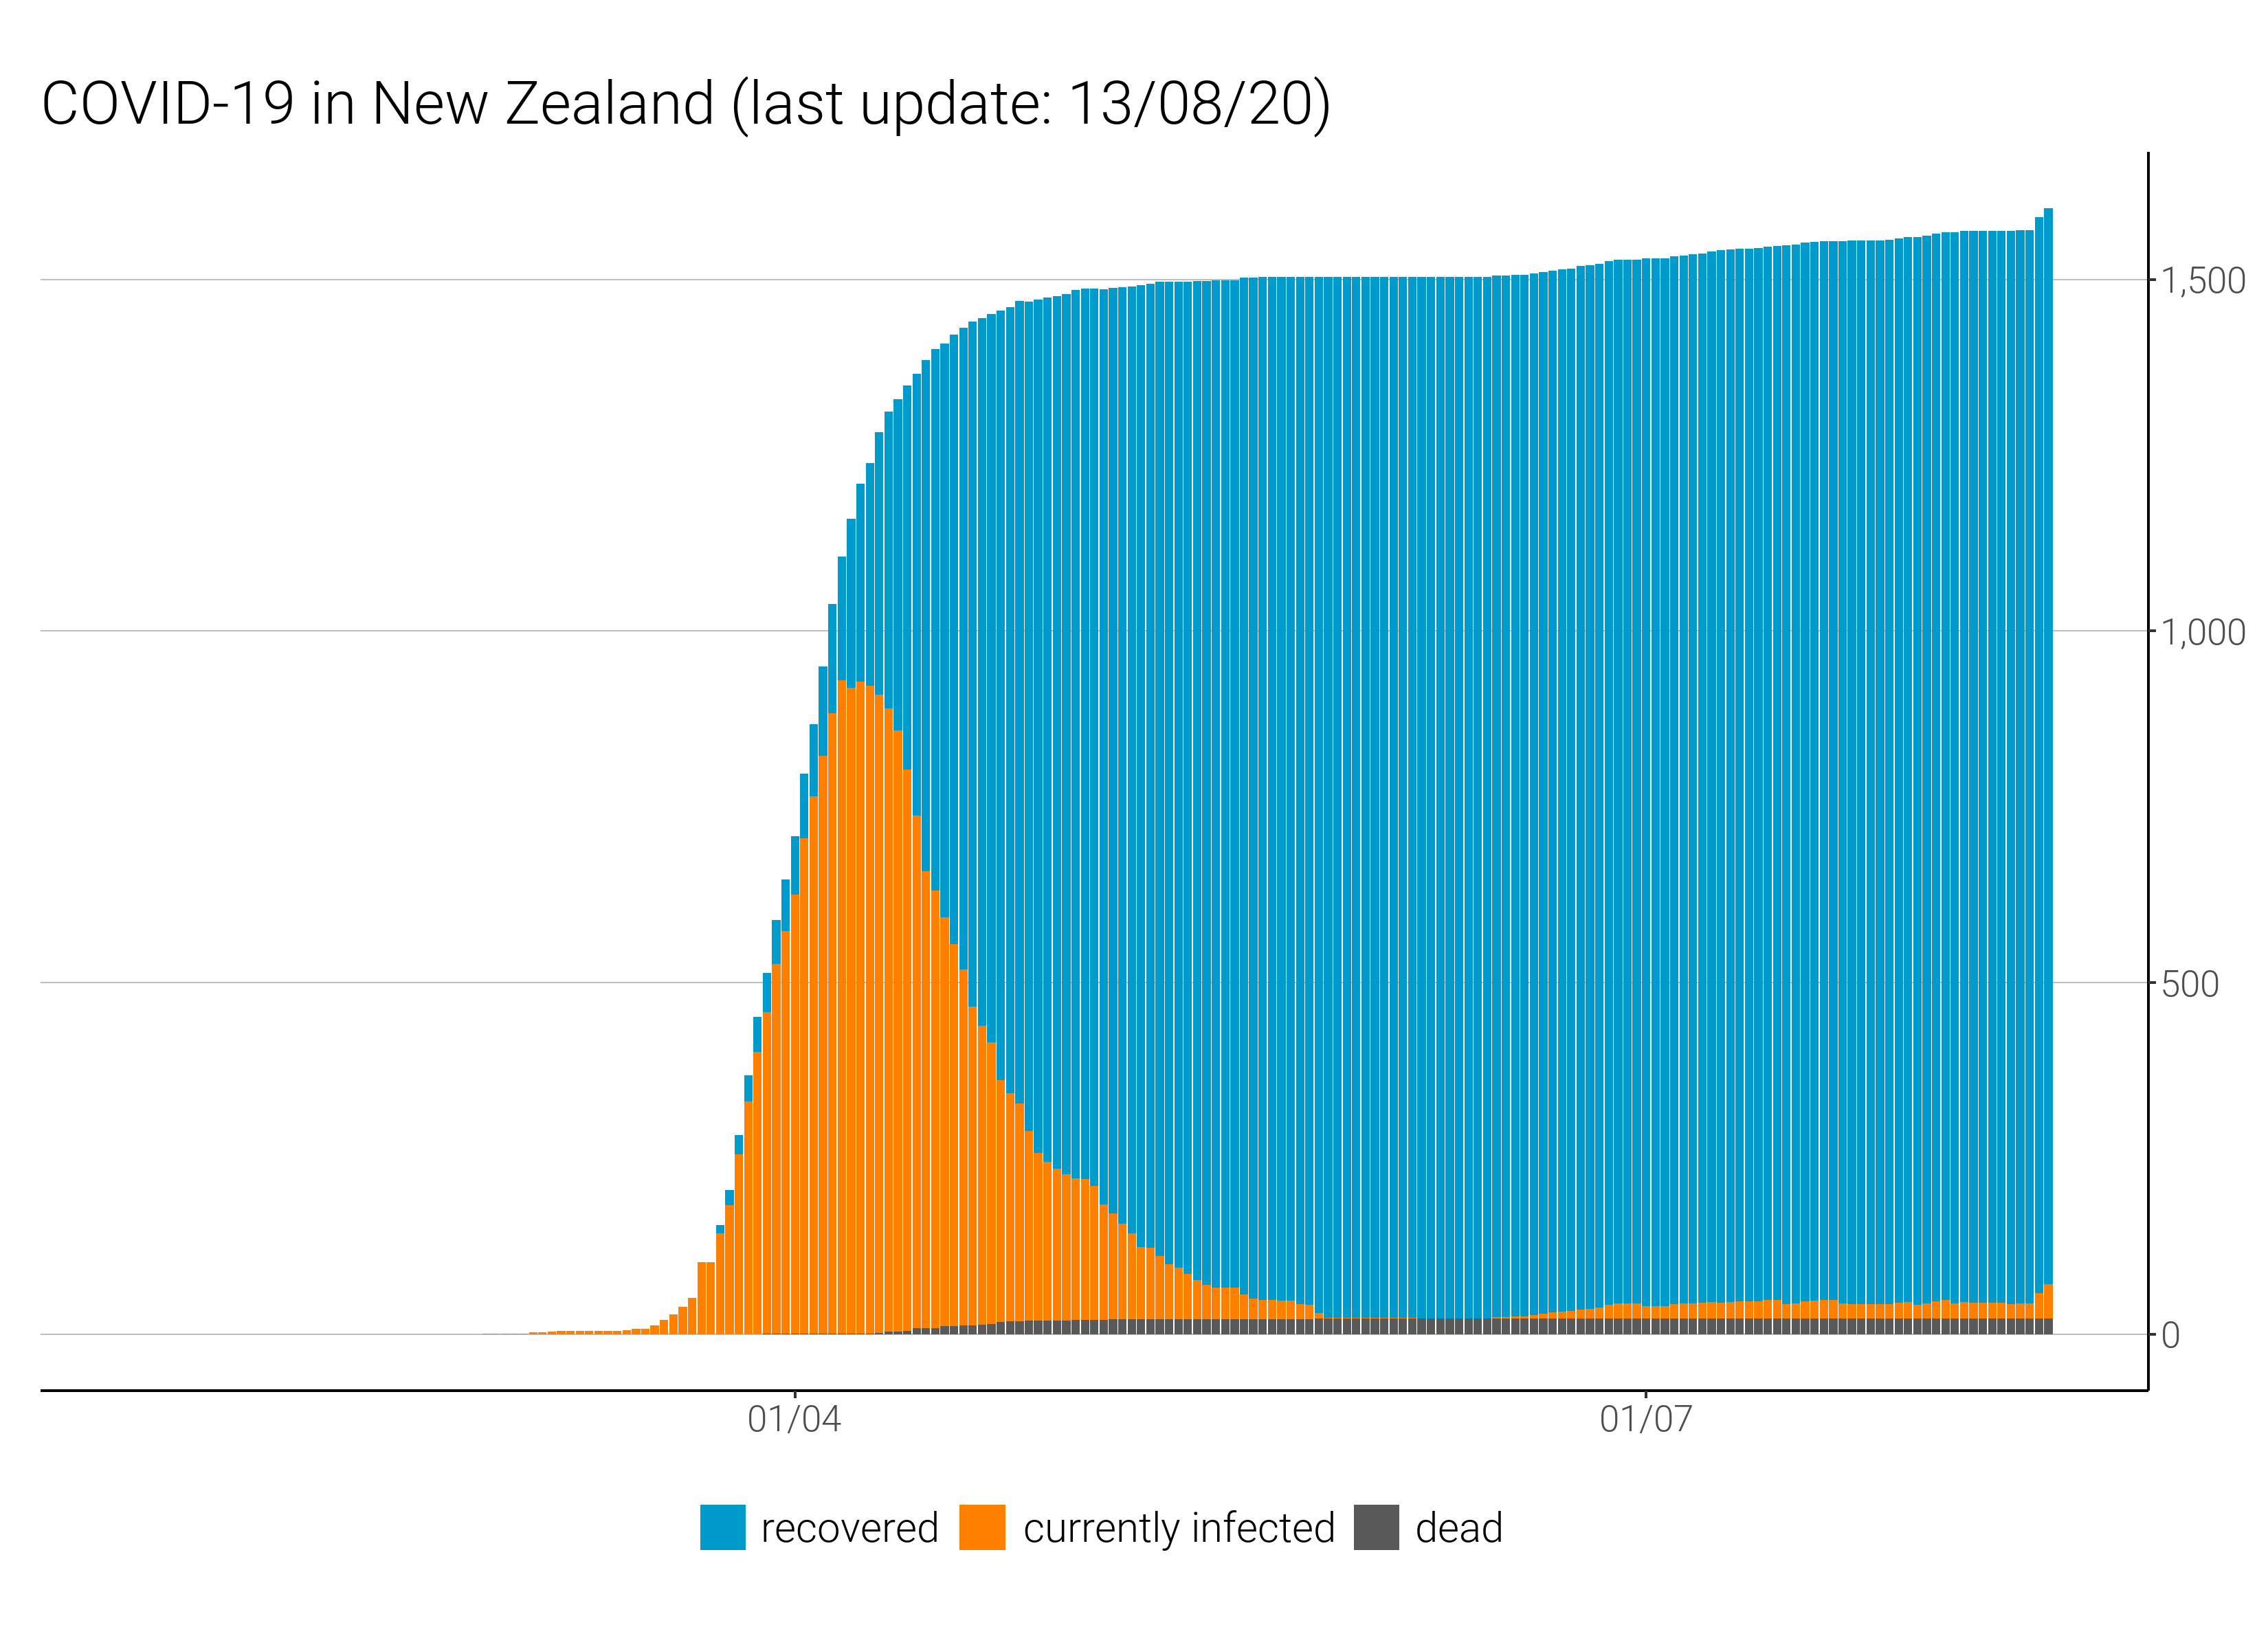 COVID-19 in New Zealand (last update: 13/08/20)
1,500
1,000
500
0
01/04 01/07
recovered currently infected dead